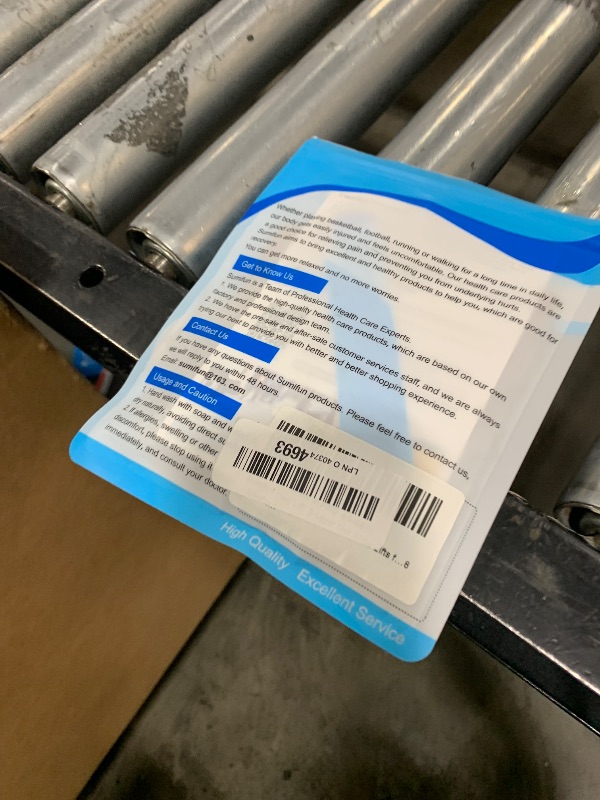 Whether playing basketball, football, running or walking for a long time in daily life,
our body gets easily injured and feels uncomfortable. Our health care products are
a good choice for relieving pain and preventing you from underlying hurts.
Sumifun aims to bring excellent and healthy products to help you, which are good for
recovery.
You can get more relaxed and no more worries.
Get to Know Us
Sumifun is a Team of Professional Health Care Experts.
1. We provide the high-quality health care products, which are based on our own
factory and professional design team.
2. We have the pre-sale and after-sale customer services staff, and we are always
rying our best to provide you with better and better shopping experience.
Contact Us
If you have any questions about Sumifun products. Please feel free to contact us,
we will reply to you within 48 hours.
Email: sumifun@163.com
Usage and Caution
1. Hand wash with soap and w
dry naturally, avoiding direct s
2. If allergens, swelling or other
discomfort, please stop using i
immediately, and consult your doctor
LPN O 40374 4693
ifts f...8
High Quality Excellent Service